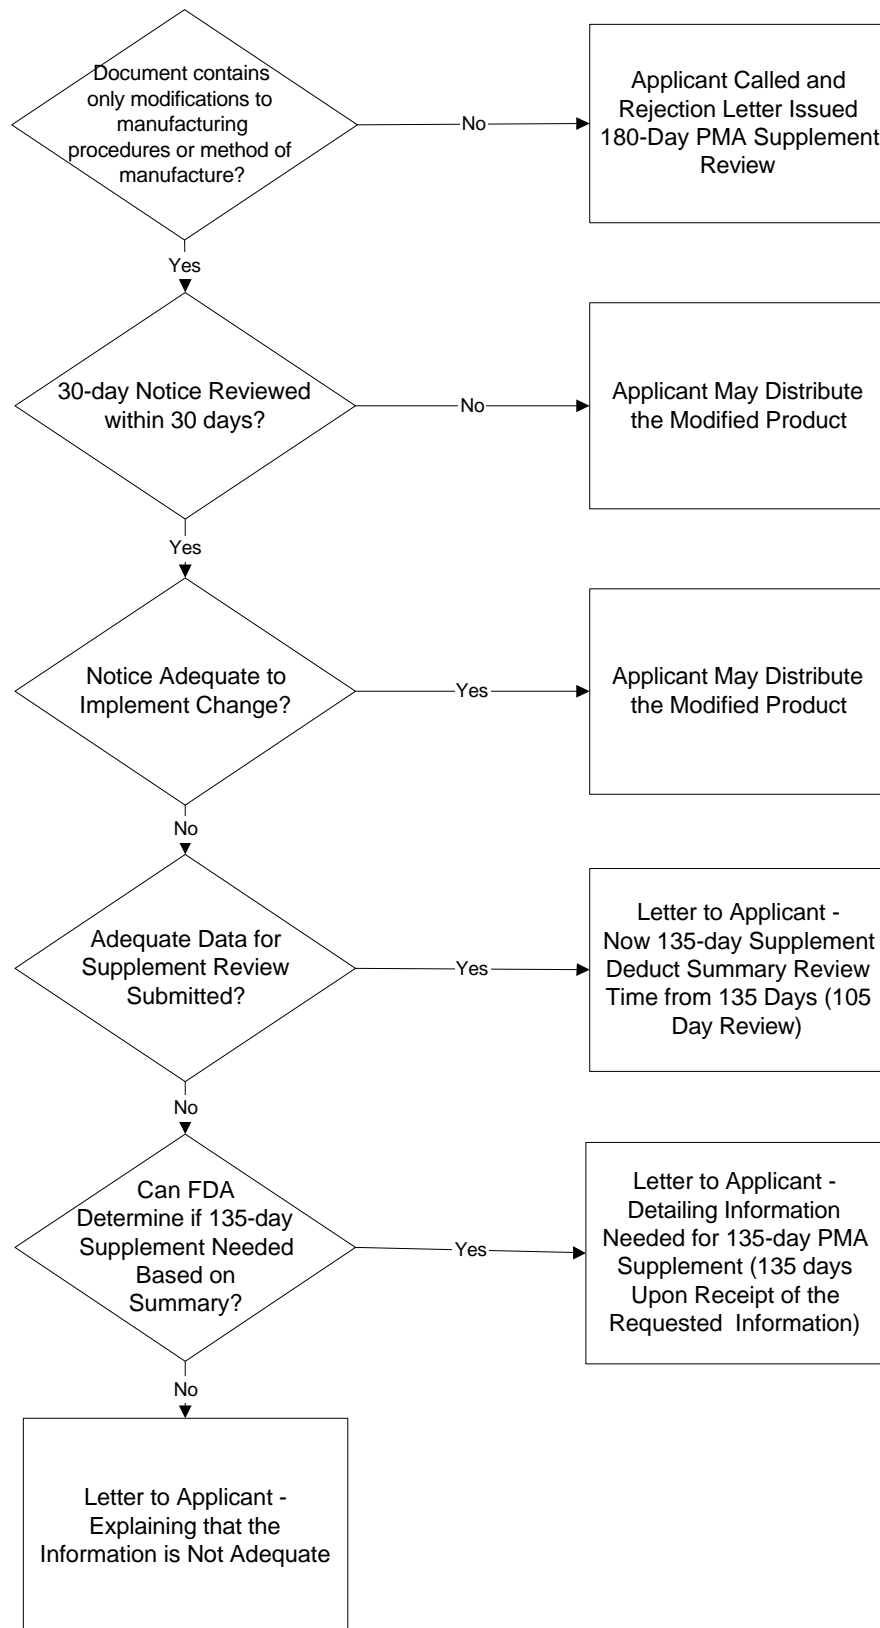 Document contains
only modifications to
manufacturing
procedures or method of
manufacture?
No
Applicant Called and
Rejection Letter Issued
180-Day PMA Supplement
Review
Yes
30-day Notice Reviewed
within 30 days?
No
Applicant May Distribute
the Modified Product
Yes
Notice Adequate to
Implement Change?
Yes
Applicant May Distribute
the Modified Product
No
Adequate Data for
Supplement Review
Submitted?
Yes
Letter to Applicant -
Now 135-day Supplement
Deduct Summary Review
Time from 135 Days (105
Day Review)
No
Can FDA
Determine if 135-day
Supplement Needed
Based on
Summary?
Yes
Letter to Applicant -
Detailing Information
Needed for 135-day PMA
Supplement (135 days
Upon Receipt of the
Requested Information)
No
Letter to Applicant -
Explaining that the
Information is Not Adequate